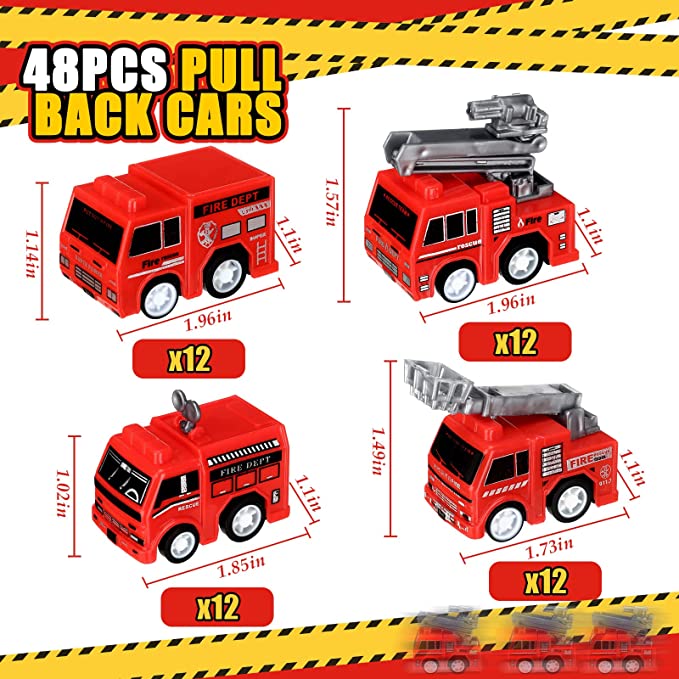 48PCS PULL
BACK CARS
1.14in
FIRE DEPT
Fire
SUPER
1.1in
1.96in
x12
1.57in
Fire
rescue
1.1in
1.96in
x12
1.02in
FIRE DEPT
RESCUE
1.1in
1.85in
x12
1.49in
FIRE
1.1in
1.73in
x12